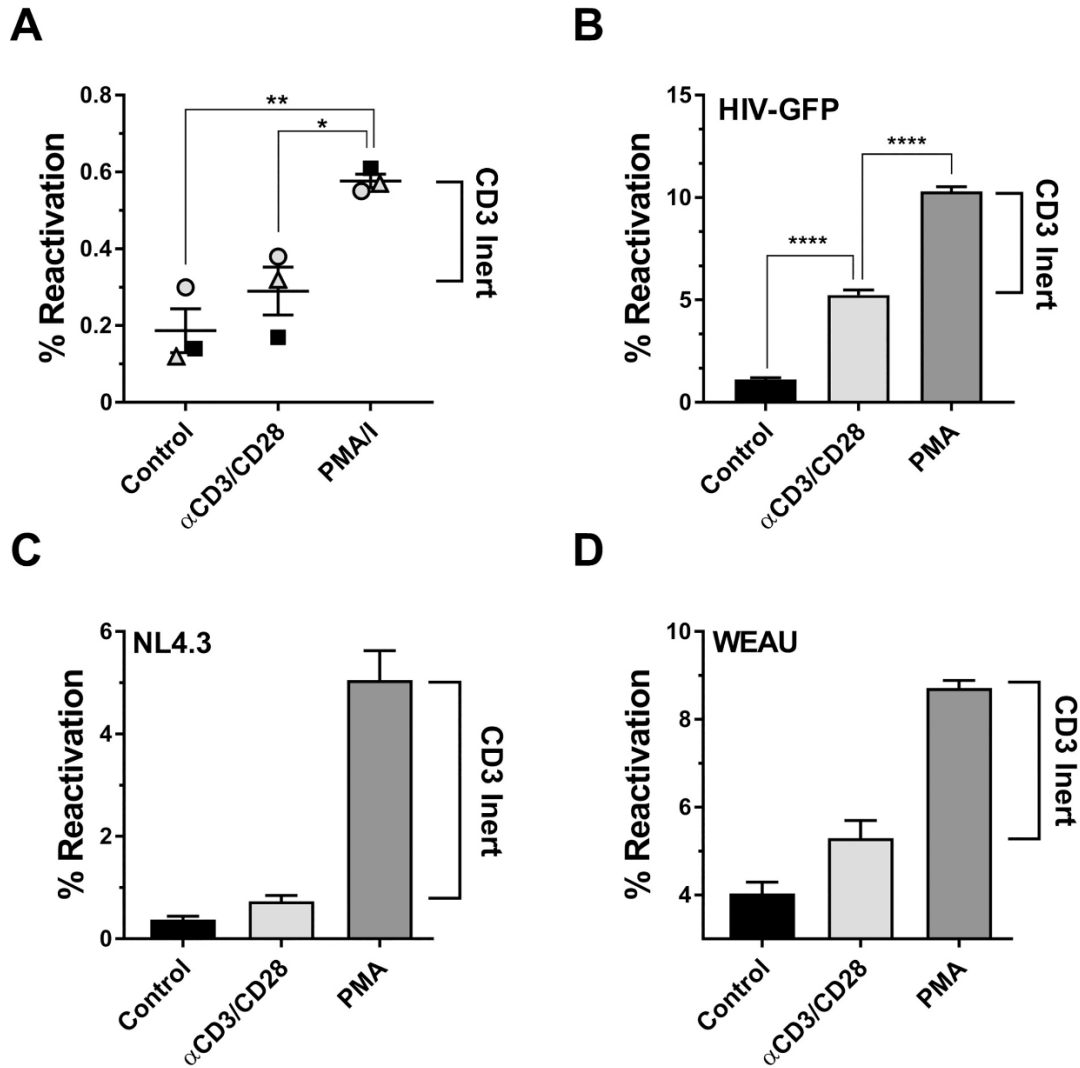 A
% Reactivation
0.8
0.6
0.4
0.2
0
**
*
CD3 Inert
Control
αCD3/CD28
PMA/I
B
HIV-GFP
% Reactivation
15
10
5
0
****
****
CD3 Inert
Control
αCD3/CD28
PMA
C
NL4.3
% Reactivation
6
4
2
0
CD3 Inert
Control
αCD3/CD28
PMA
D
WEAU
% Reactivation
10
8
6
4
CD3 Inert
Control
αCD3/CD28
PMA